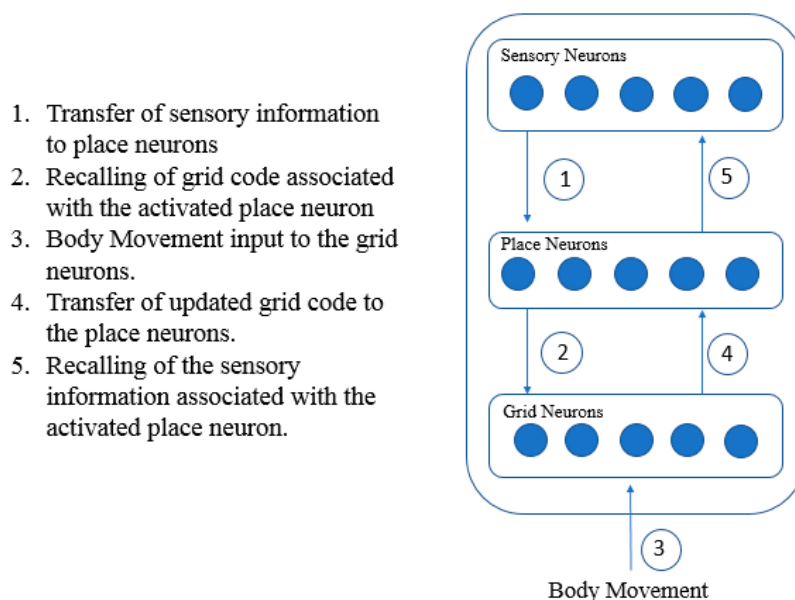 1. Transfer of sensory information
to place neurons
2. Recalling of grid code associated
with the activated place neuron
3. Body Movement input to the grid
neurons.
4. Transfer of updated grid code to
the place neurons.
5. Recalling of the sensory
information associated with the
activated place neuron.
Sensory Neurons
1
5
Place Neurons
2
4
Grid Neurons
3
Body Movement